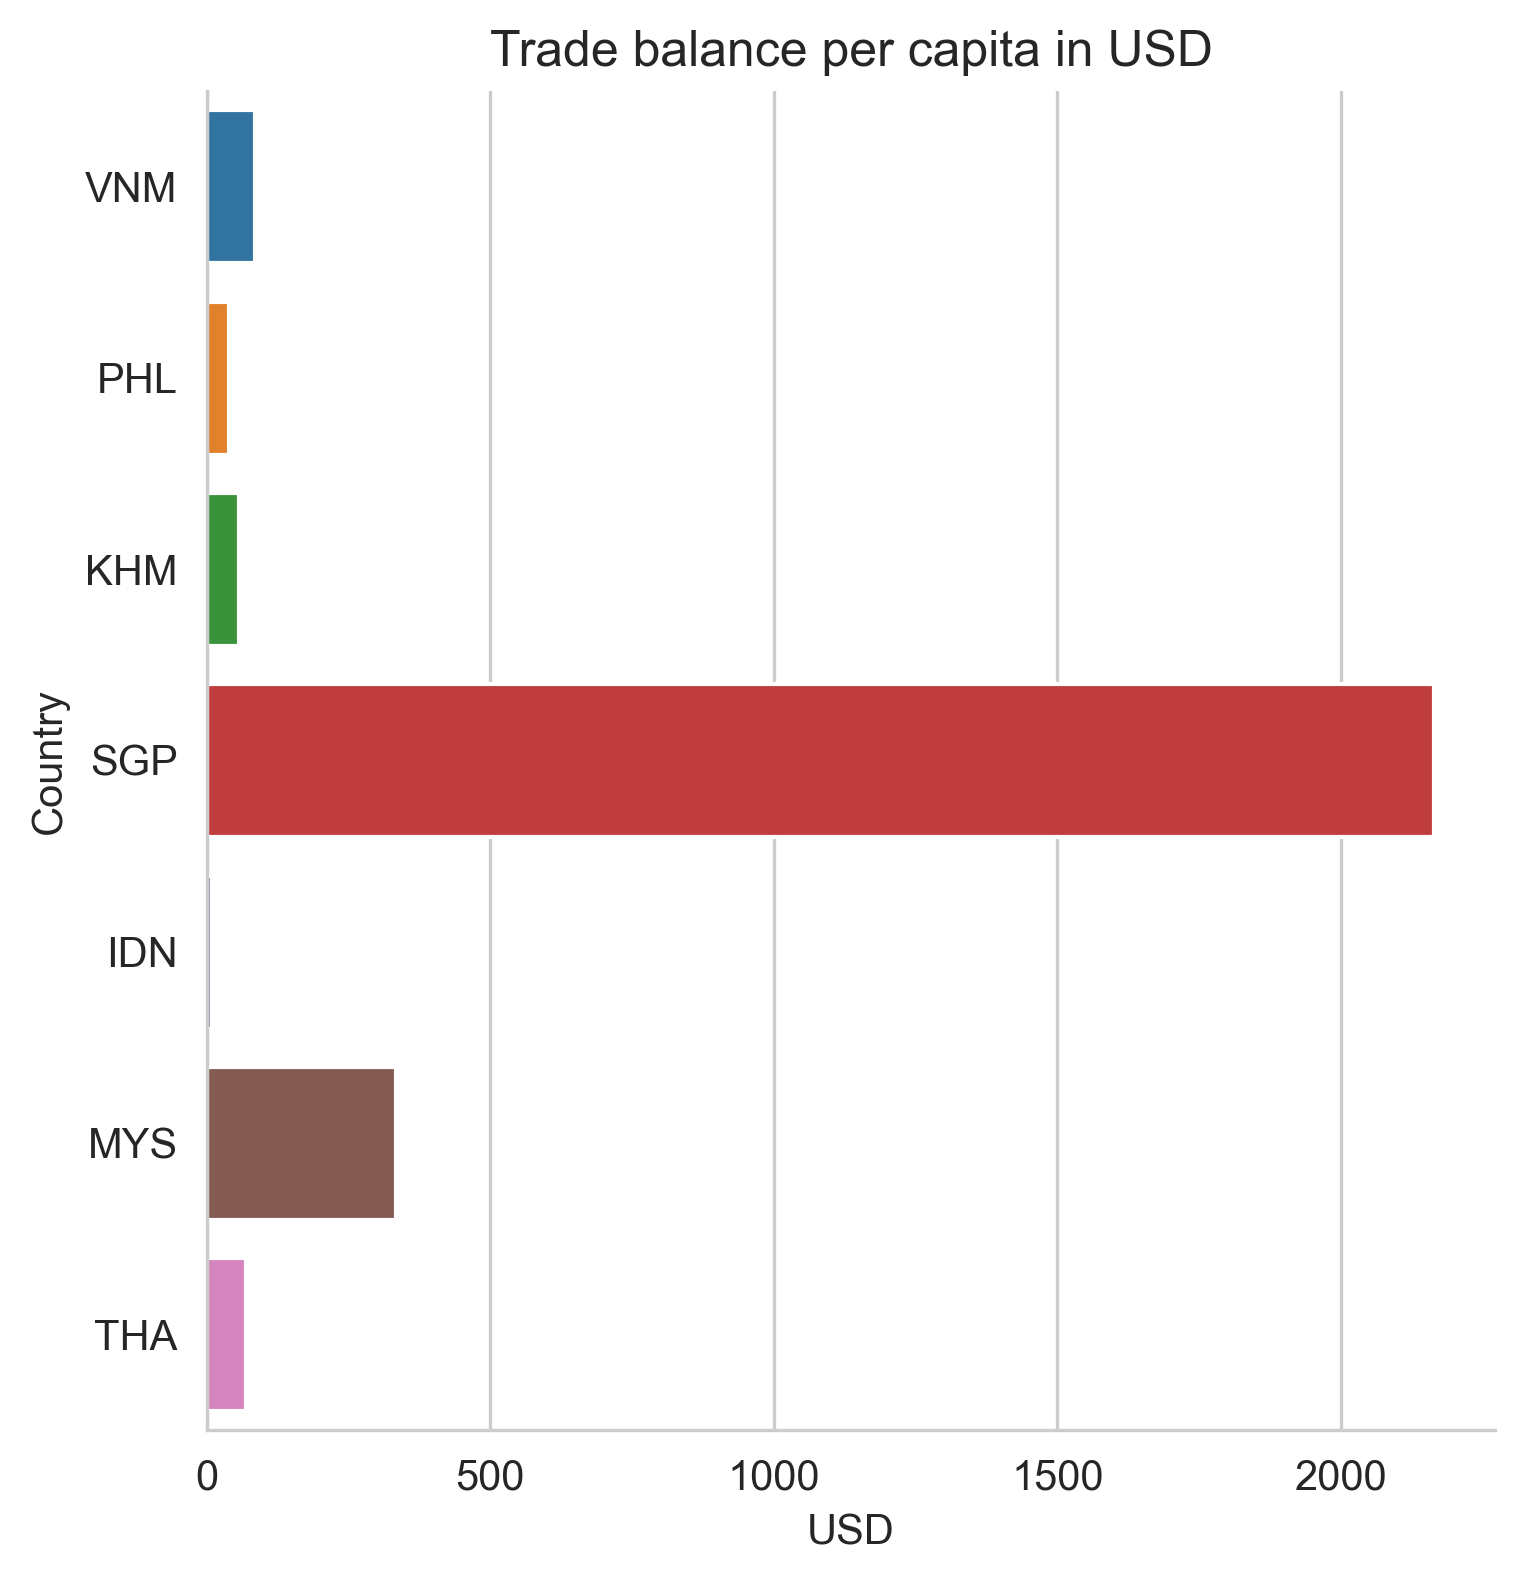 Trade balance per capita in USD
VNM
PHL
KHM
SGP
IDN
MYS
THA
Country
0 500 1000 1500 2000
USD